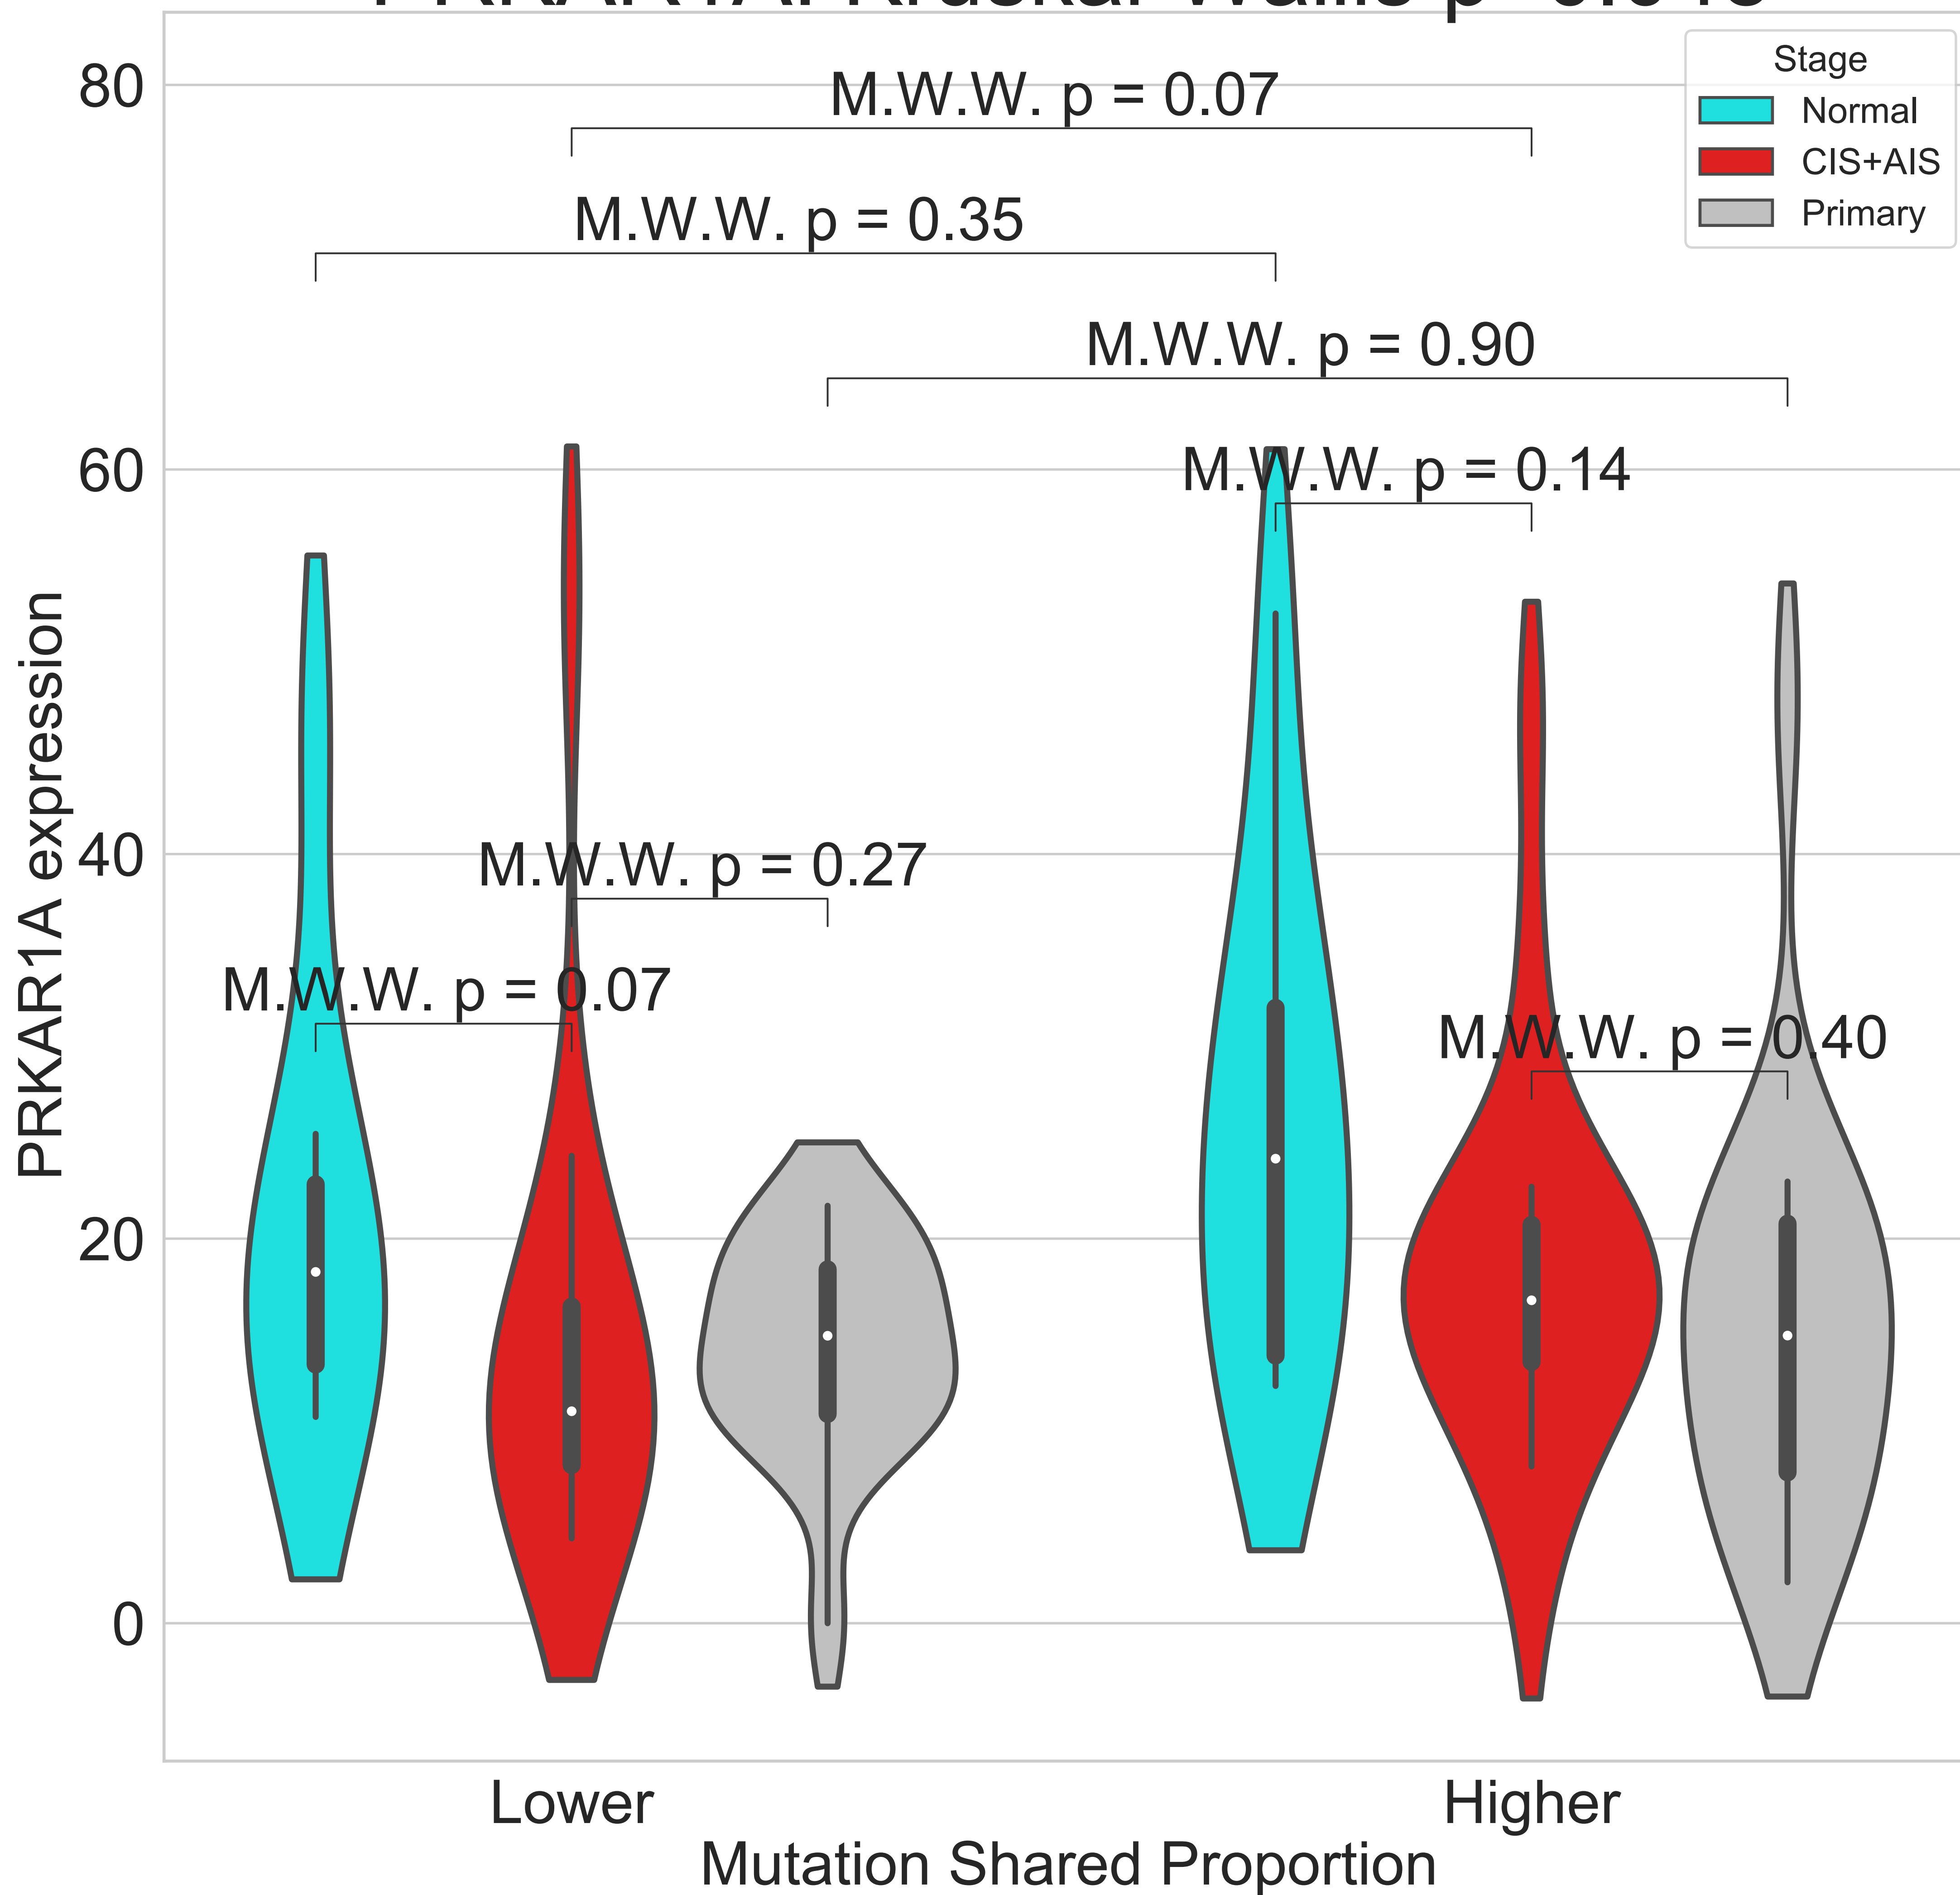 Stage
Normal
CIS+AIS
Primary
80
60
40
20
0
PRKAR1A expression
M.W.W. p = 0.07
M.W.W. p = 0.35
M.W.W. p = 0.90
M.W.W. p = 0.14
M.W.W. p = 0.27
M.W.W. p = 0.07
M.W.W. p = 0.40
Lower
Higher
Mutation Shared Proportion